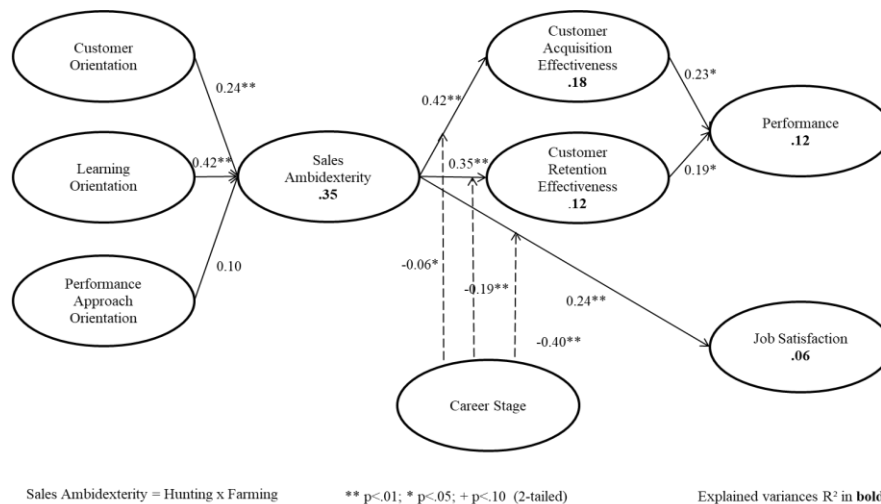 Customer
Orientation
Learning
Orientation
Performance
Approach
Orientation
0.24**
0.42**
0.10
Sales
Ambidexterity
.35
0.42**
0.35**
Customer
Acquisition
Effectiveness
.18
Customer
Retention
Effectiveness
.12
0.23*
0.19*
Performance
.12
-0.06*
-0.19**
-0.40**
0.24**
Job Satisfaction
.06
Career Stage
Sales Ambidexterity = Hunting x Farming
** p<.01; * p<.05; + p<.10 (2-tailed)
Explained variances R² in bold